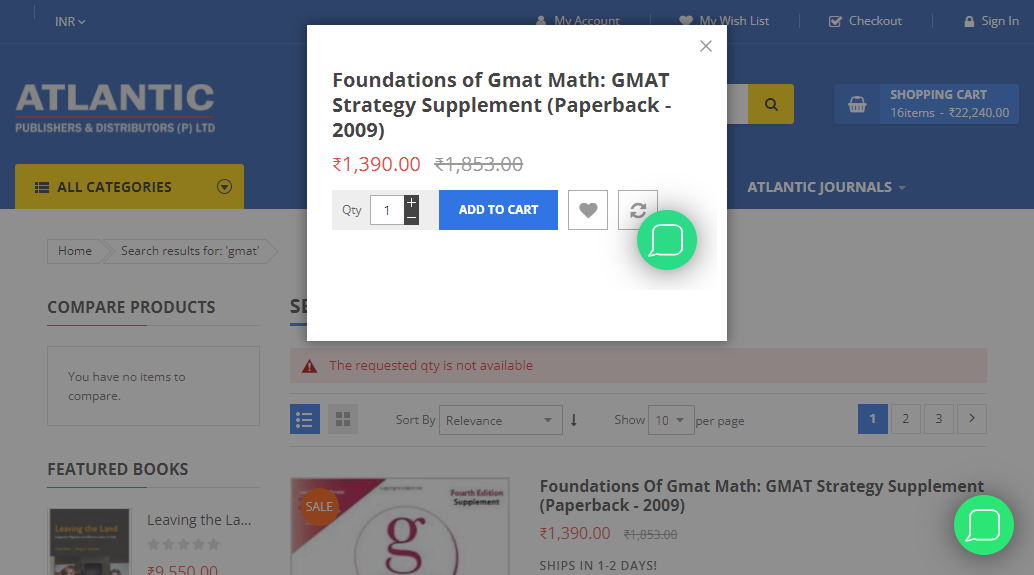 INR
My Account
My Wish List
Checkout
Sign In
ATLANTIC
PUBLISHERS & DISTRIBUTORS (P) LTD
SHOPPING CART
16items - ₹22,240.00
ALL CATEGORIES
ATLANTIC JOURNALS
Foundations of Gmat Math: GMAT
Strategy Supplement (Paperback -
2009)
₹1,390.00 ₹1,853.00
Qty 1 + − ADD TO CART
Home
Search results for: 'gmat'
COMPARE PRODUCTS
You have no items to
compare.
FEATURED BOOKS
Leaving the Land
Leaving the La...
₹9,550.00
SE
The requested qty is not available
Sort By Relevance
Show 10 per page
1 2 3
SALE
Fourth Edition
Supplement
g
Foundations Of Gmat Math: GMAT Strategy Supplement
(Paperback - 2009)
₹1,390.00 ₹1,853.00
SHIPS IN 1-2 DAYS!